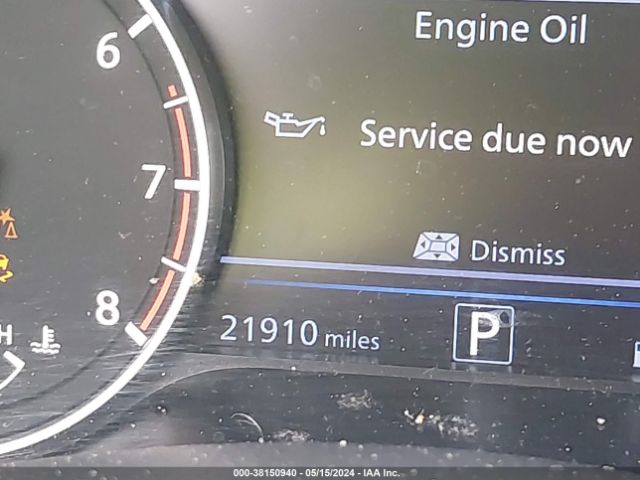 Engine Oil
6
Service due now
7
Dismiss
8
H
21910 miles
P
000-38150940 - 05/15/2024 - IAA Inc.